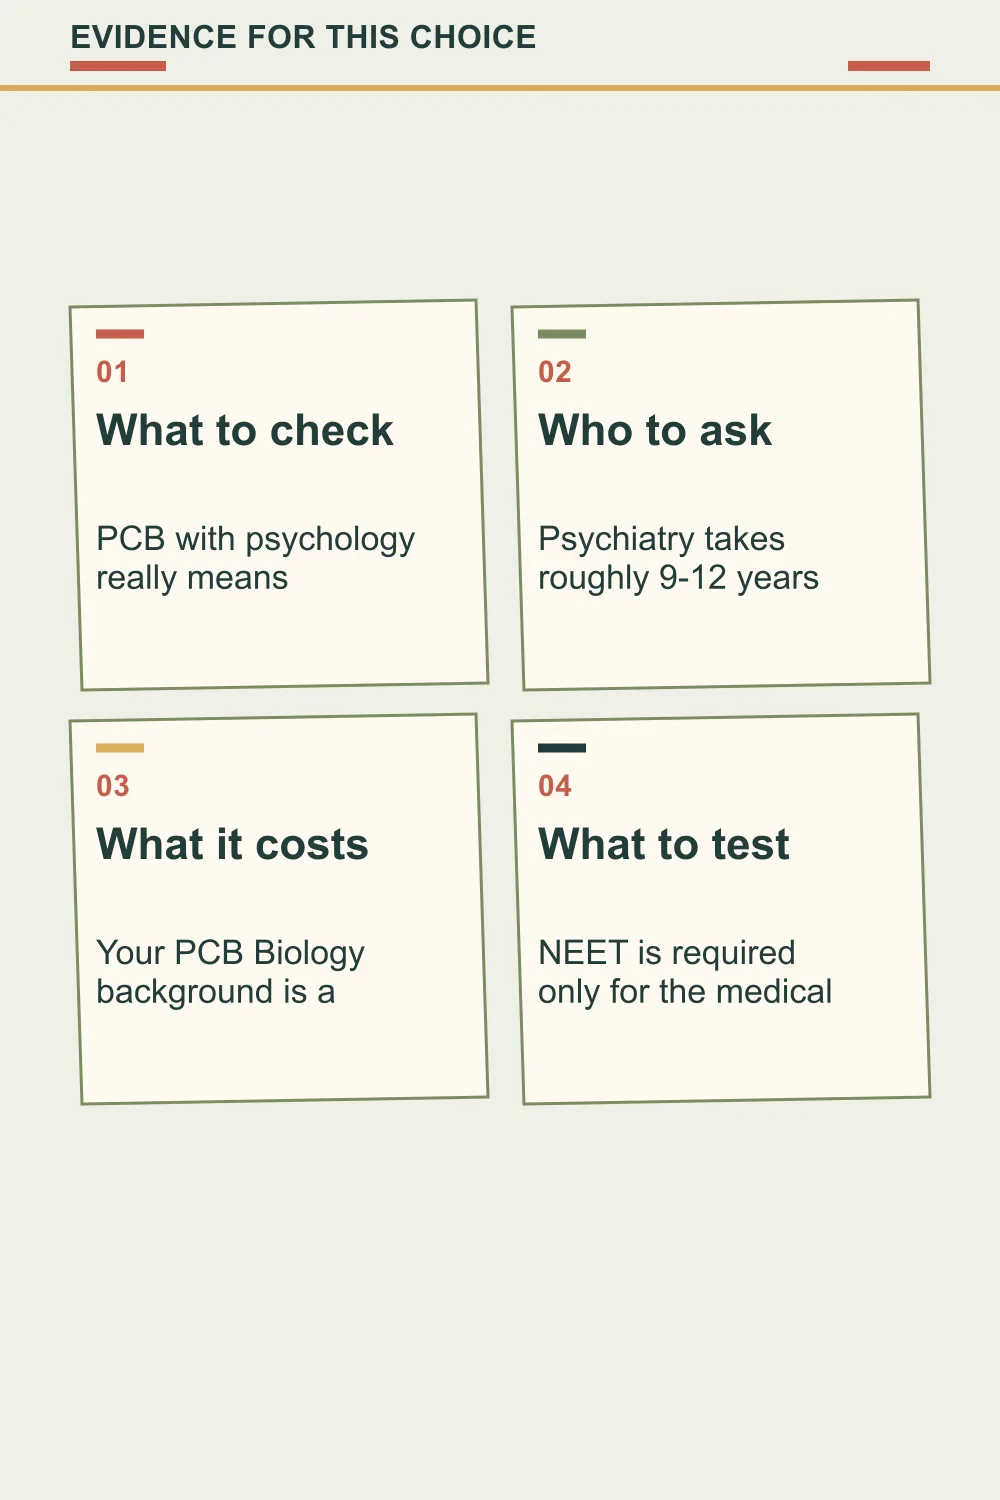 EVIDENCE FOR THIS CHOICE
01
What to check
PCB with psychology
really means
02
Who to ask
Psychiatry takes
roughly 9-12 years
03
What it costs
Your PCB Biology
background is a
04
What to test
NEET is required
only for the medical